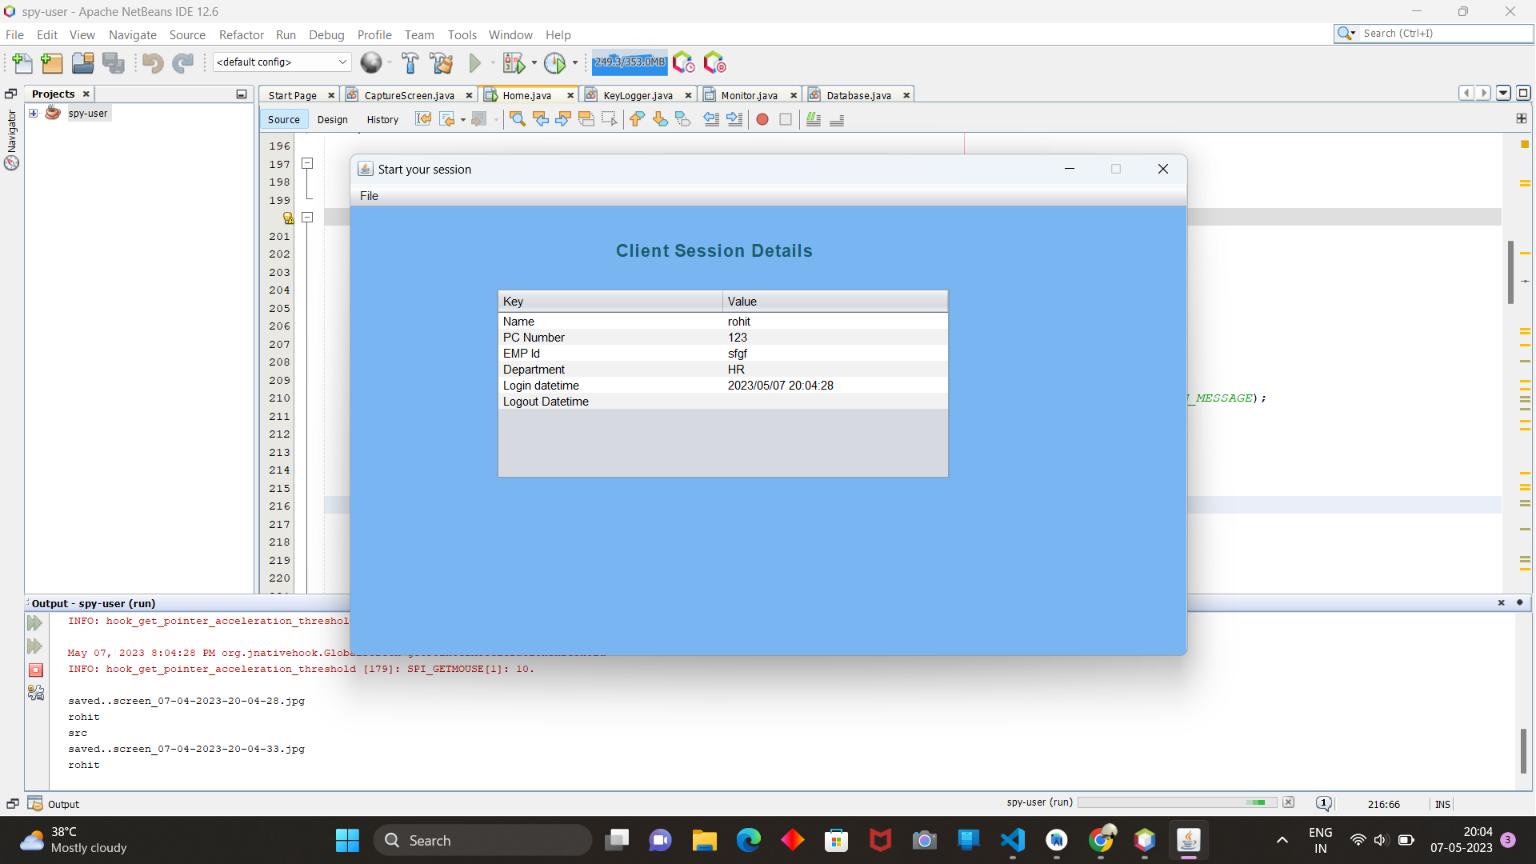 spy-user - Apache NetBeans IDE 12.6
File Edit View Navigate Source Refactor Run Debug Profile Team Tools Window Help
Search (Ctrl+I)
<default config>
249.3/353.0MB
Projects
Start Page CaptureScreen.java Home.java KeyLogger.java Monitor.java Database.java
Navigator
spy-user
Source Design History
196
197
198
199
201
202
203
204
205
206
207
208
209
210
_MESSAGE);
211
212
213
214
215
216
217
218
219
220
Start your session
File
Client Session Details
Key Value
Name rohit
PC Number 123
EMP Id sfgf
Department HR
Login datetime 2023/05/07 20:04:28
Logout Datetime
Output - spy-user (run)
INFO: hook_get_pointer_acceleration_threshol
May 07, 2023 8:04:28 PM org.jnativehook.Glob
INFO: hook_get_pointer_acceleration_threshold [179]: SPI_GETMOUSE[1]: 10.
saved..screen_07-04-2023-20-04-28.jpg
rohit
src
saved..screen_07-04-2023-20-04-33.jpg
rohit
Output
spy-user (run)
1
216:66
INS
38°C
Mostly cloudy
Search
ENG
IN
20:04
07-05-2023
3